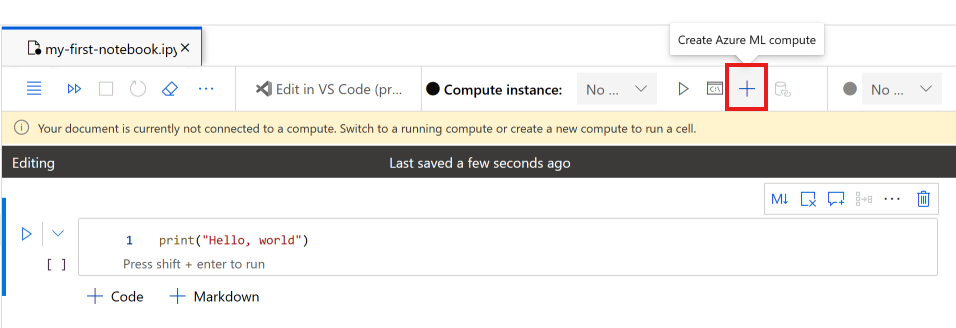 Create Azure ML compute
my-first-notebook.ipy
Edit in VS Code (pr... Compute instance: No ... No ...
Your document is currently not connected to a compute. Switch to a running compute or create a new compute to run a cell.
Editing Last saved a few seconds ago
M↓
1 print("Hello, world")
[ ] Press shift + enter to run
+ Code + Markdown